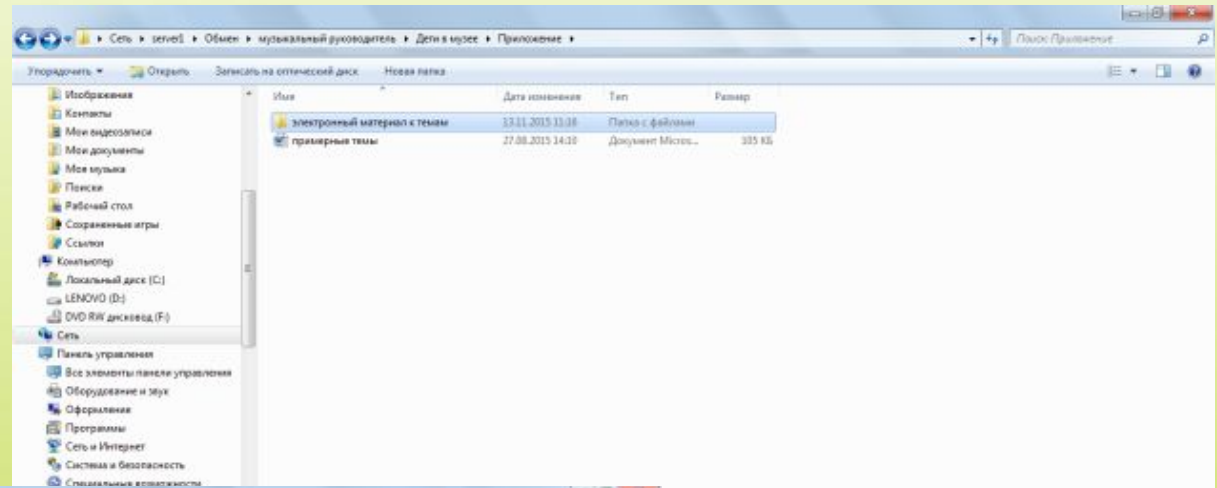 Сеть ▸ server1 ▸ Обмен ▸ музыкальный руководитель ▸ Дети в музее ▸ Приложение ▸
Поиск: Приложение
Упорядочить
Открыть
Записать на оптический диск
Новая папка
Имя
Дата изменения
Тип
Размер
электронный материал к темам
13.11.2015 11:16
Папка с файлами
примерные темы
27.08.2015 14:10
Документ Micros...
105 КБ
Изображения
Контакты
Мои видеозаписи
Мои документы
Моя музыка
Поиски
Рабочий стол
Сохраненные игры
Ссылки
Компьютер
Локальный диск (C:)
LENOVO (D:)
DVD RW дисковод (F:)
Сеть
Панель управления
Все элементы панели управления
Оборудование и звук
Оформление
Программы
Сеть и Интернет
Система и безопасность
Специальные возможности